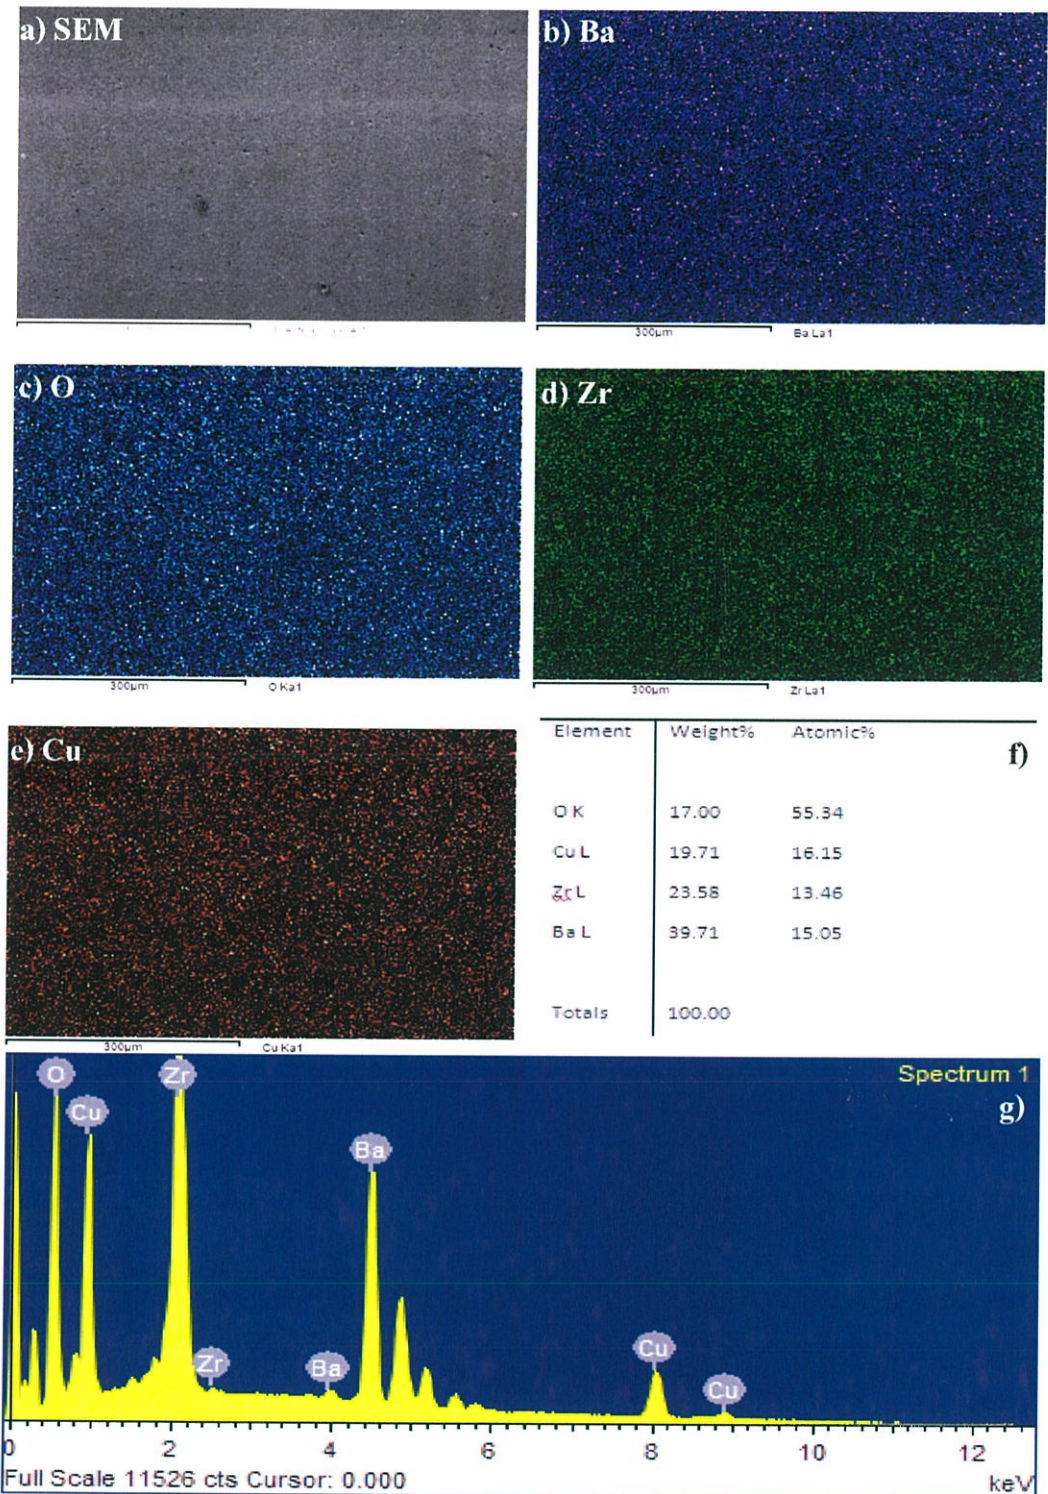 a) SEM
b) Ba
300µm
Ba La1
c) O
d) Zr
300µm
O Ka1
300µm
Zr La1
e) Cu
300µm
Cu Ka1
f)
Element Weight% Atomic%
O K 17.00 55.34
Cu L 19.71 16.15
Zr L 23.58 13.46
Ba L 39.71 15.05
Totals 100.00
Spectrum 1
g)
O
Zr
Cu
Ba
Zr
Ba
Cu
Cu
0 2 4 6 8 10 12
Full Scale 11526 cts Cursor: 0.000 keV